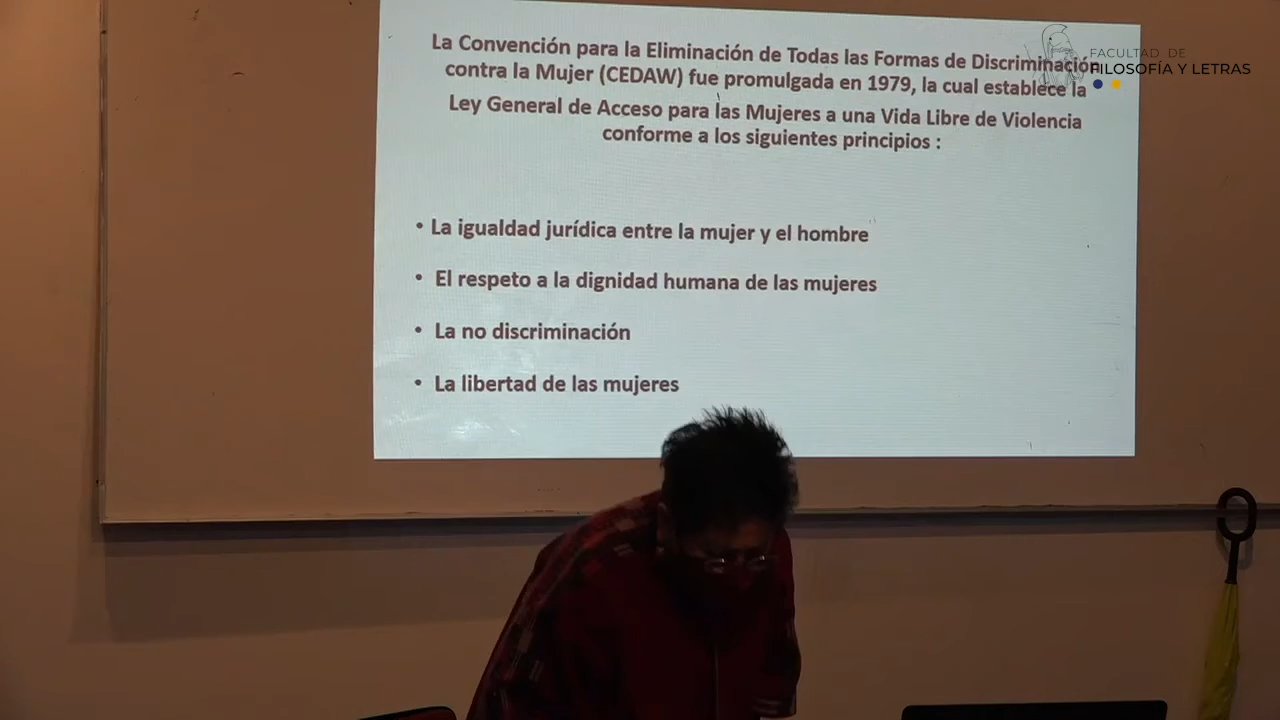 La Convención para la Eliminación de Todas las Formas de Discriminación
contra la Mujer (CEDAW) fue promulgada en 1979, la cual establece la
Ley General de Acceso para las Mujeres a una Vida Libre de Violencia
conforme a los siguientes principios :
• La igualdad jurídica entre la mujer y el hombre
• El respeto a la dignidad humana de las mujeres
• La no discriminación
• La libertad de las mujeres
FACULTAD DE
FILOSOFÍA Y LETRAS